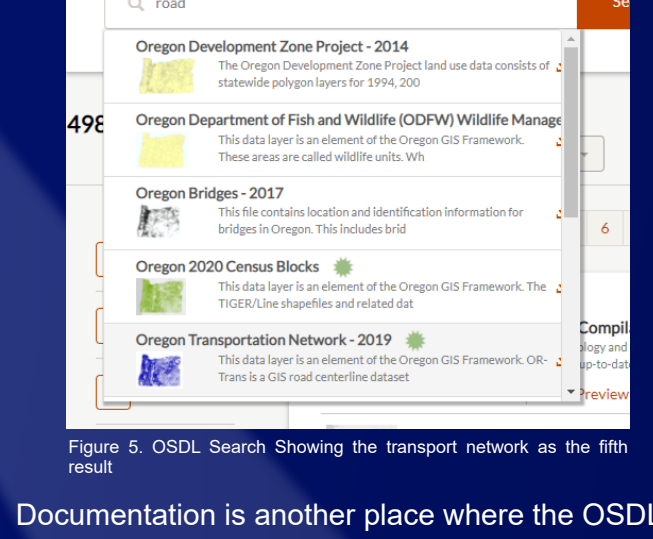 road
Oregon Development Zone Project - 2014
The Oregon Development Zone Project land use data consists of
statewide polygon layers for 1994, 200
498
Oregon Department of Fish and Wildlife (ODFW) Wildlife Manage
This data layer is an element of the Oregon GIS Framework.
These areas are called wildlife units. Wh
Oregon Bridges - 2017
This file contains location and identification information for
bridges in Oregon. This includes brid
6
Oregon 2020 Census Blocks
This data layer is an element of the Oregon GIS Framework. The
TIGER/Line shapefiles and related dat
Oregon Transportation Network - 2019
This data layer is an element of the Oregon GIS Framework. OR-
Trans is a GIS road centerline dataset
Compil
ology and
up-to-date
Preview
Figure 5. OSDL Search Showing the transport network as the fifth
result
Documentation is another place where the OSDL